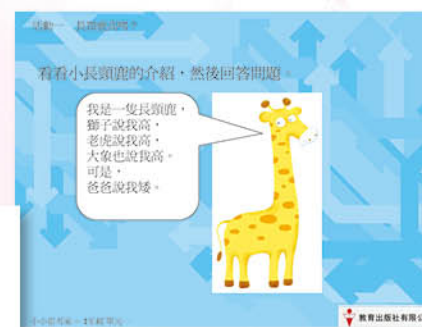 看看小長頸鹿的介紹，然後回答問題。
我是一隻長頸鹿，
獅子說我高，
老虎說我高，
大象也說我高。
可是，
爸爸說我矮。
教育出版社有限公